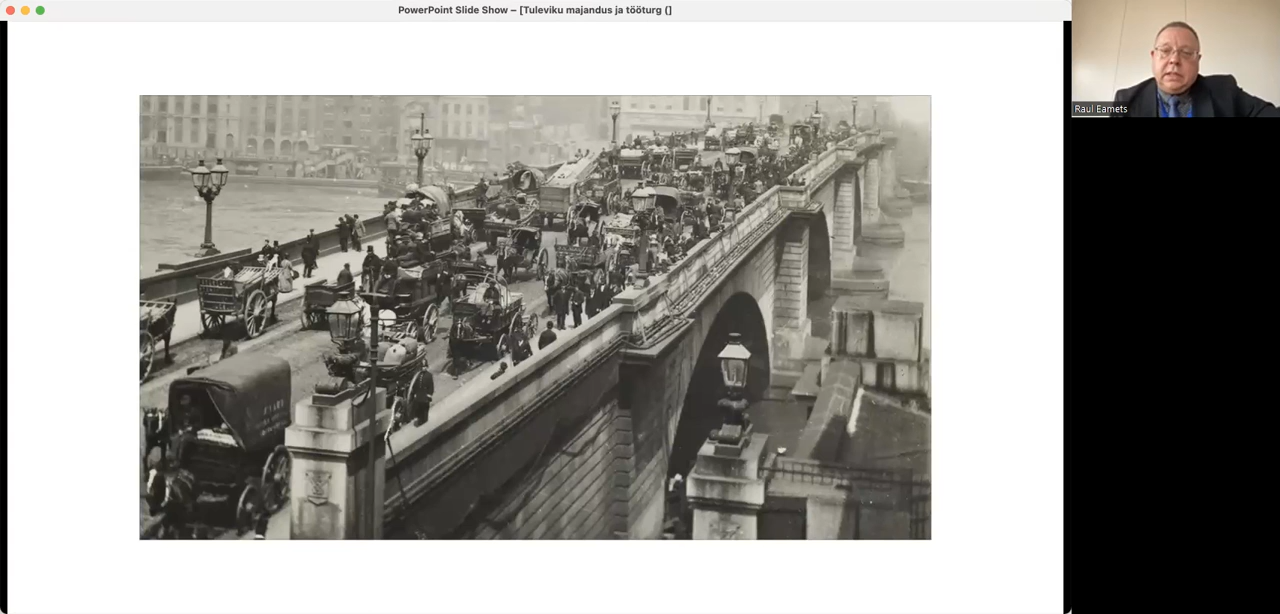 PowerPoint Slide Show – [Tuleviku majandus ja tööturg (]
Raul Eamets